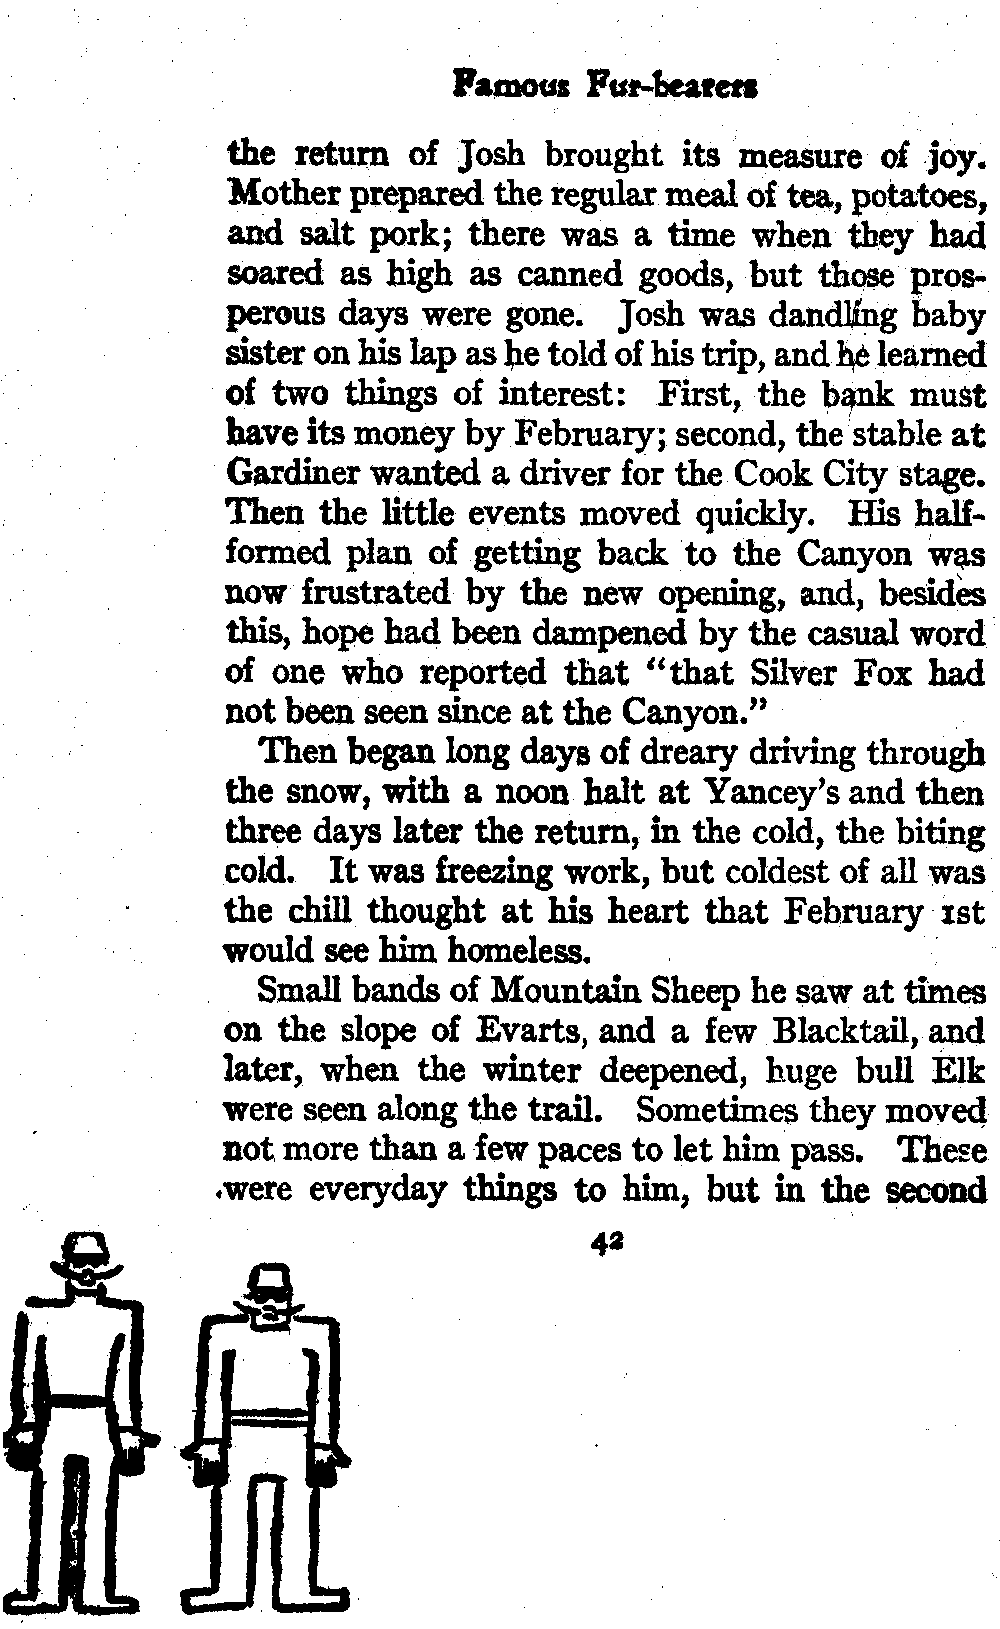 Famous Fur-bearers
the return of Josh brought its measure of joy.
Mother prepared the regular meal of tea, potatoes,
and salt pork; there was a time when they had
soared as high as canned goods, but those pros-
perous days were gone. Josh was dandling baby
sister on his lap as he told of his trip, and he learned
of two things of interest: First, the bank must
have its money by February; second, the stable at
Gardiner wanted a driver for the Cook City stage.
Then the little events moved quickly. His half-
formed plan of getting back to the Canyon was
now frustrated by the new opening, and, besides
this, hope had been dampened by the casual word
of one who reported that “that Silver Fox had
not been seen since at the Canyon.”
Then began long days of dreary driving through
the snow, with a noon halt at Yancey’s and then
three days later the return, in the cold, the biting
cold. It was freezing work, but coldest of all was
the chill thought at his heart that February 1st
would see him homeless.
Small bands of Mountain Sheep he saw at times
on the slope of Evarts, and a few Blacktail, and
later, when the winter deepened, huge bull Elk
were seen along the trail. Sometimes they moved
not more than a few paces to let him pass. These
were everyday things to him, but in the second
42